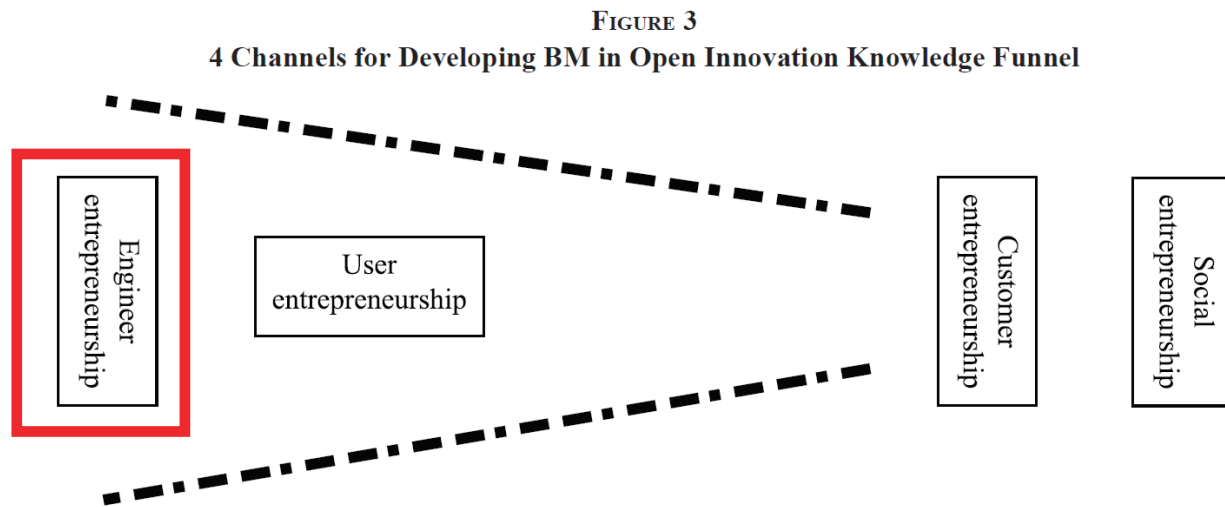 FIGURE 3
4 Channels for Developing BM in Open Innovation Knowledge Funnel
Engineer
entrepreneurship
User
entrepreneurship
Customer
entrepreneurship
Social
entrepreneurship